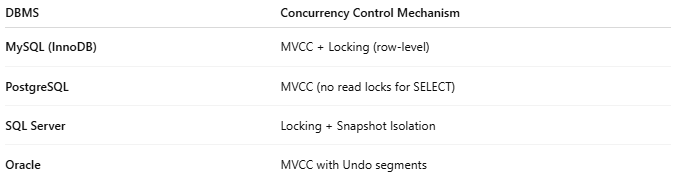 DBMS Concurrency Control Mechanism
MySQL (InnoDB) MVCC + Locking (row-level)
PostgreSQL MVCC (no read locks for SELECT)
SQL Server Locking + Snapshot Isolation
Oracle MVCC with Undo segments